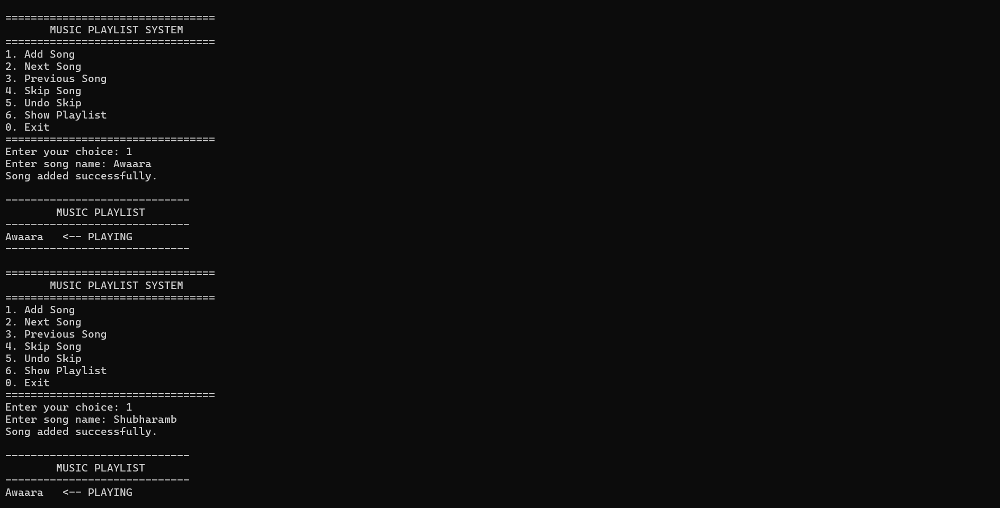 =================================
       MUSIC PLAYLIST SYSTEM
=================================
1. Add Song
2. Next Song
3. Previous Song
4. Skip Song
5. Undo Skip
6. Show Playlist
0. Exit
=================================
Enter your choice: 1
Enter song name: Awaara
Song added successfully.

-----------------------------
        MUSIC PLAYLIST
-----------------------------
Awaara   <-- PLAYING
-----------------------------

=================================
       MUSIC PLAYLIST SYSTEM
=================================
1. Add Song
2. Next Song
3. Previous Song
4. Skip Song
5. Undo Skip
6. Show Playlist
0. Exit
=================================
Enter your choice: 1
Enter song name: Shubharamb
Song added successfully.

-----------------------------
        MUSIC PLAYLIST
-----------------------------
Awaara   <-- PLAYING